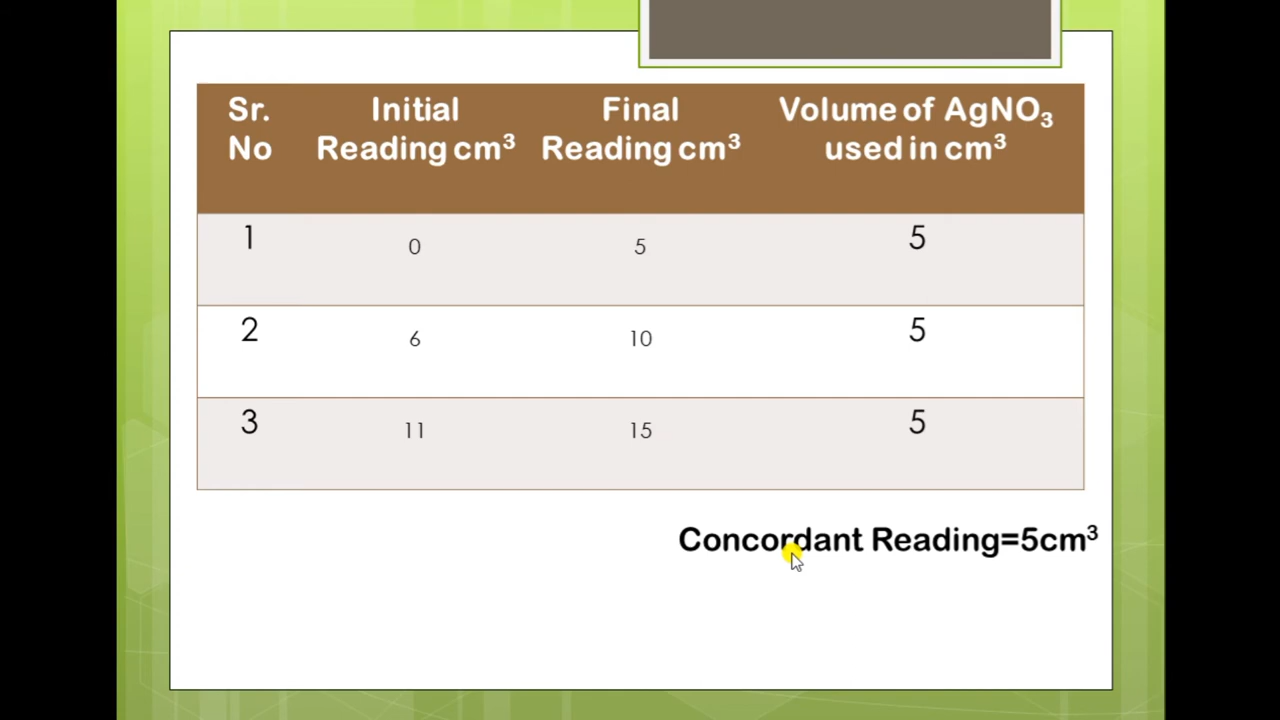 Sr. No Initial Reading cm³ Final Reading cm³ Volume of AgNO₃ used in cm³
1 0 5 5
2 6 10 5
3 11 15 5
Concordant Reading=5cm³